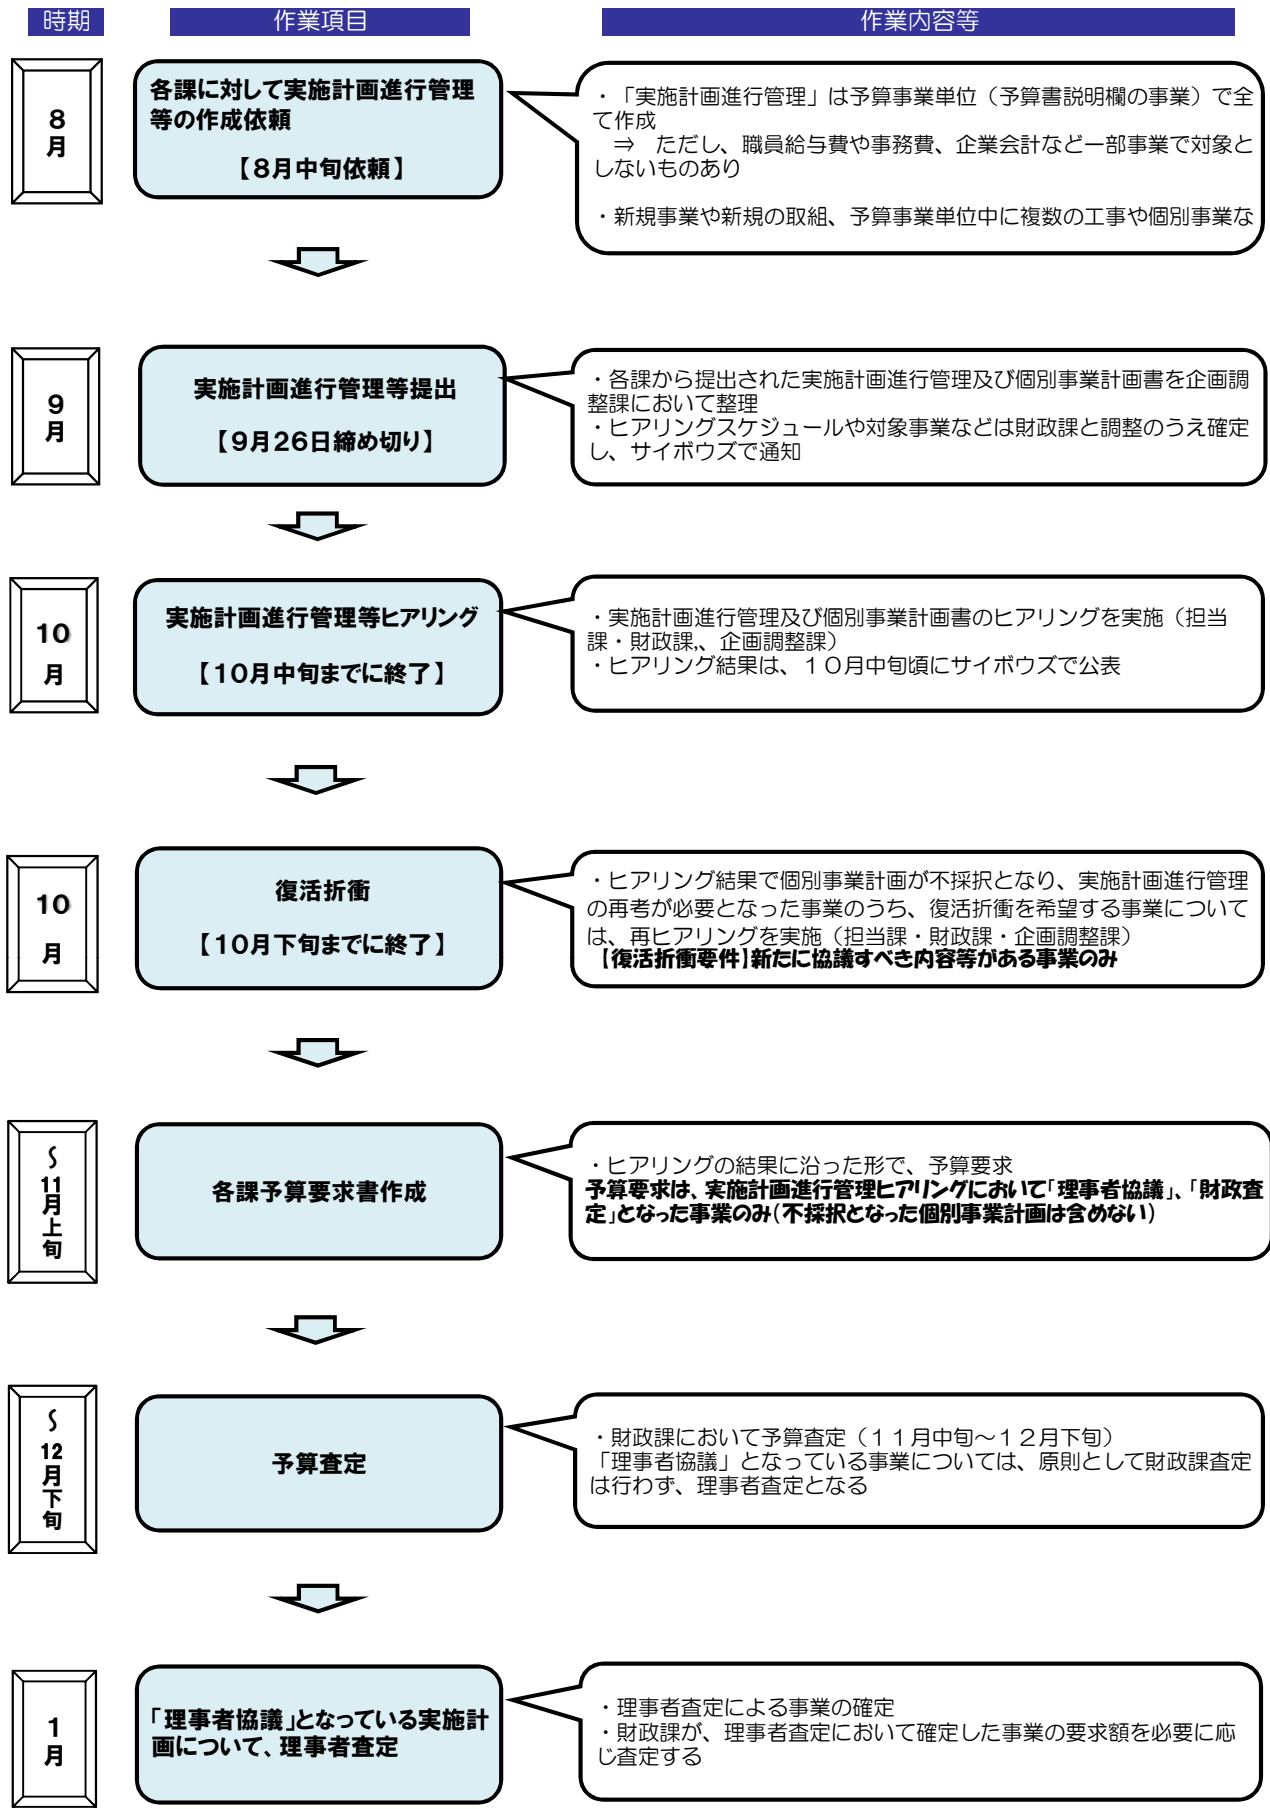 時期 作業項目 作業内容等
8
月
各課に対して実施計画進行管理
等の作成依頼
【8月中旬依頼】
・「実施計画進行管理」は予算事業単位（予算書説明欄の事業）で全
て作成
⇒　ただし、職員給与費や事務費、企業会計など一部事業で対象と
しないものあり
・新規事業や新規の取組、予算事業単位中に複数の工事や個別事業な
9
月
実施計画進行管理等提出
【9月26日締め切り】
・各課から提出された実施計画進行管理及び個別事業計画書を企画調
整課において整理
・ヒアリングスケジュールや対象事業などは財政課と調整のうえ確定
し、サイボウズで通知
10
月
実施計画進行管理等ヒアリング
【10月中旬までに終了】
・実施計画進行管理及び個別事業計画書のヒアリングを実施（担当
課・財政課,、企画調整課）
・ヒアリング結果は、１０月中旬頃にサイボウズで公表
10
月
復活折衝
【10月下旬までに終了】
・ヒアリング結果で個別事業計画が不採択となり、実施計画進行管理
の再考が必要となった事業のうち、復活折衝を希望する事業について
は、再ヒアリングを実施（担当課・財政課・企画調整課）
【復活折衝要件】新たに協議すべき内容等がある事業のみ
～11月上旬
各課予算要求書作成
・ヒアリングの結果に沿った形で、予算要求
予算要求は、実施計画進行管理ヒアリングにおいて「理事者協議」、「財政査
定」となった事業のみ（不採択となった個別事業計画は含めない）
～12月下旬
予算査定
・財政課において予算査定（１１月中旬～１２月下旬）
「理事者協議」となっている事業については、原則として財政課査定
は行わず、理事者査定となる
1
月
「理事者協議」となっている実施計
画について、理事者査定
・理事者査定による事業の確定
・財政課が、理事者査定において確定した事業の要求額を必要に応
じ査定する